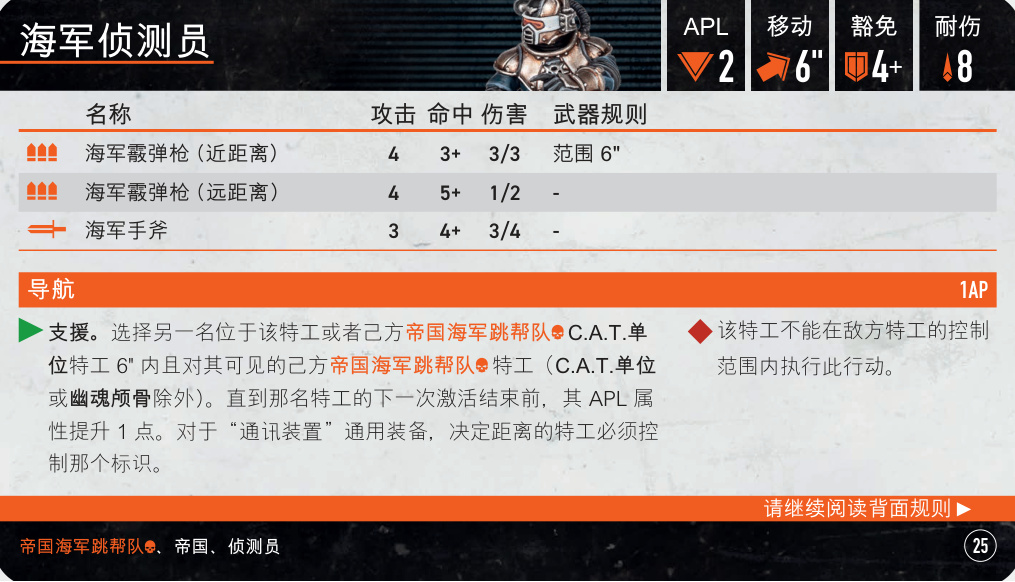 海军侦测员
APL 移动 豁免 耐伤
2 6" 4+ 8
名称 攻击 命中 伤害 武器规则
海军霰弹枪（近距离） 4 3+ 3/3 范围 6"
海军霰弹枪（远距离） 4 5+ 1/2 -
海军手斧 3 4+ 3/4 -
导航 1AP
支援。选择另一名位于该特工或者己方帝国海军跳帮队 C.A.T.单
位特工 6" 内且对其可见的己方帝国海军跳帮队特工（C.A.T.单位
或幽魂颅骨除外）。直到那名特工的下一次激活结束前，其 APL 属
性提升 1 点。对于“通讯装置”通用装备，决定距离的特工必须控
制那个标识。
该特工不能在敌方特工的控制
范围内执行此行动。
请继续阅读背面规则
帝国海军跳帮队、帝国、侦测员
25